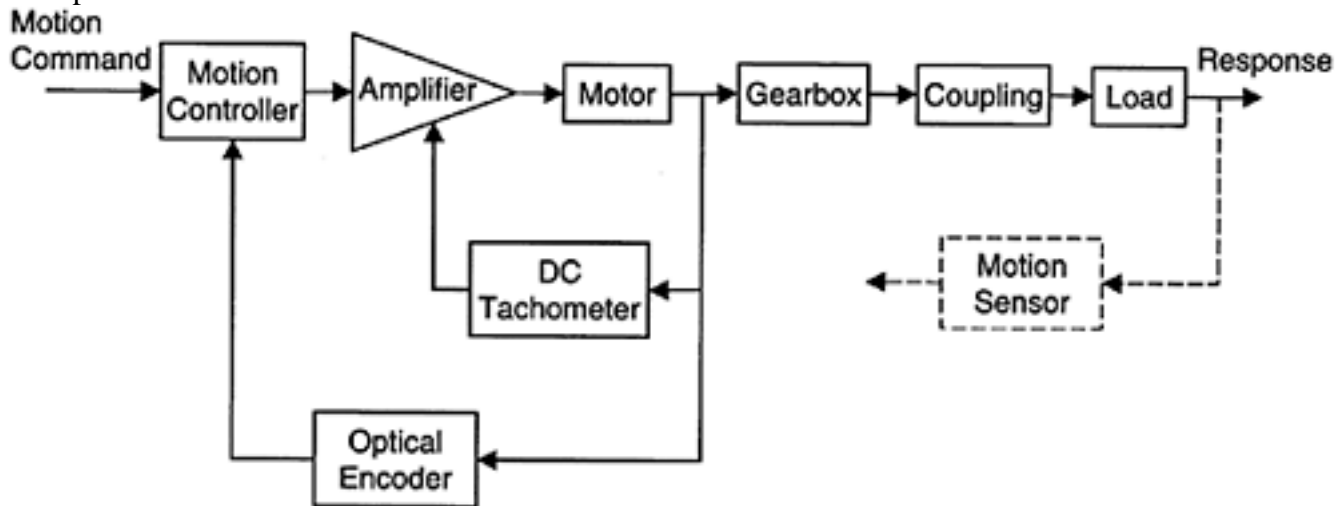 Motion
Command
Motion
Controller
Amplifier
Motor
Gearbox
Coupling
Load
Response
DC
Tachometer
Motion
Sensor
Optical
Encoder